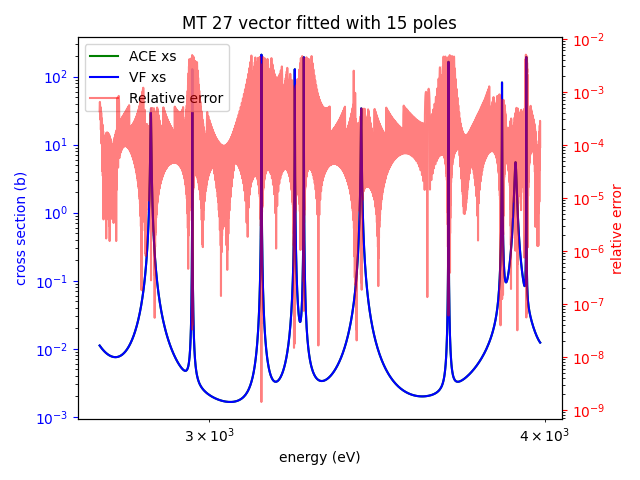 MT 27 vector fitted with 15 poles
ACE xs
VF xs
Relative error
cross section (b)
10²
10¹
10⁰
10⁻¹
10⁻²
10⁻³
relative error
10⁻²
10⁻³
10⁻⁴
10⁻⁵
10⁻⁶
10⁻⁷
10⁻⁸
10⁻⁹
3 × 10³
4 × 10³
energy (eV)